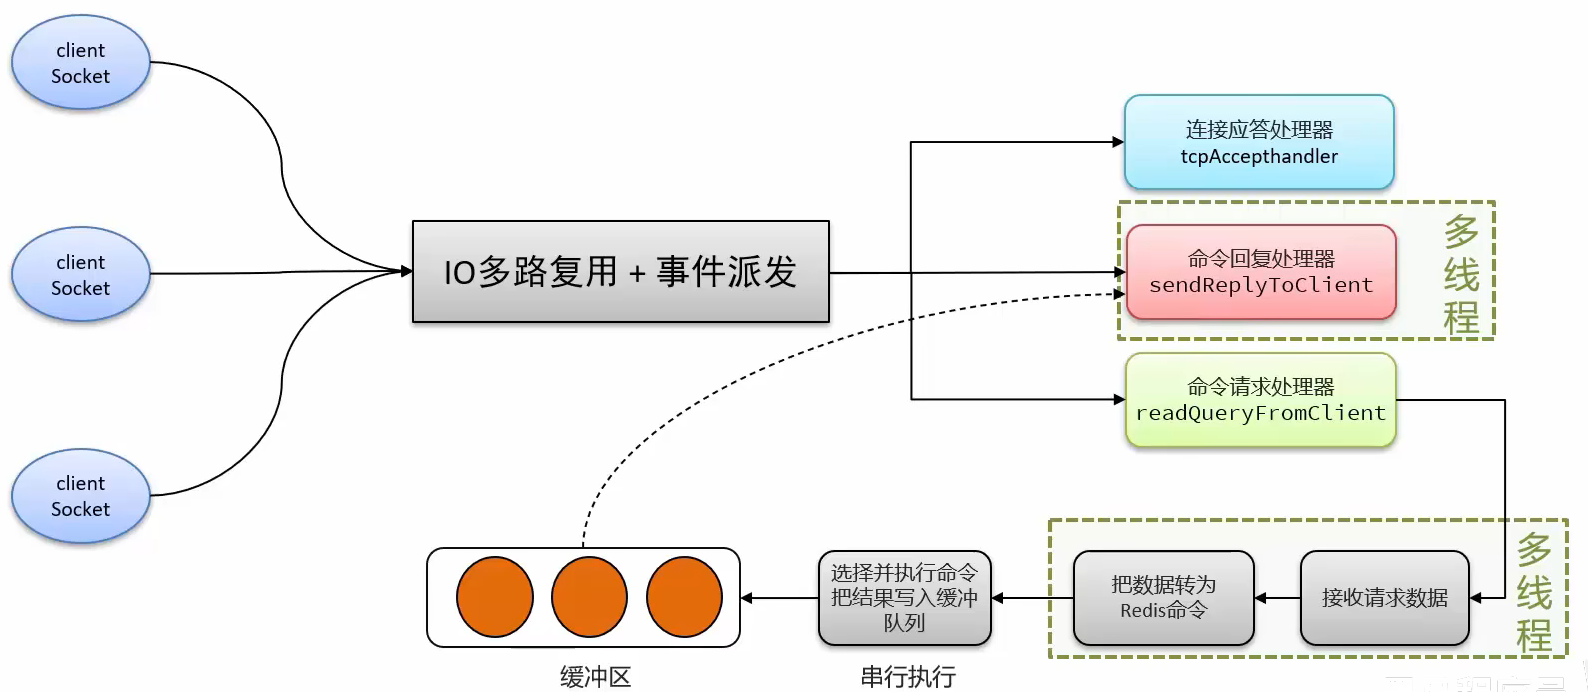 client
Socket
client
Socket
client
Socket
IO多路复用 + 事件派发
连接应答处理器
tcpAccepthandler
命令回复处理器
sendReplyToClient
多
线
程
命令请求处理器
readQueryFromClient
接收请求数据
把数据转为
Redis命令
多
线
程
选择并执行命令
把结果写入缓冲
队列
串行执行
缓冲区